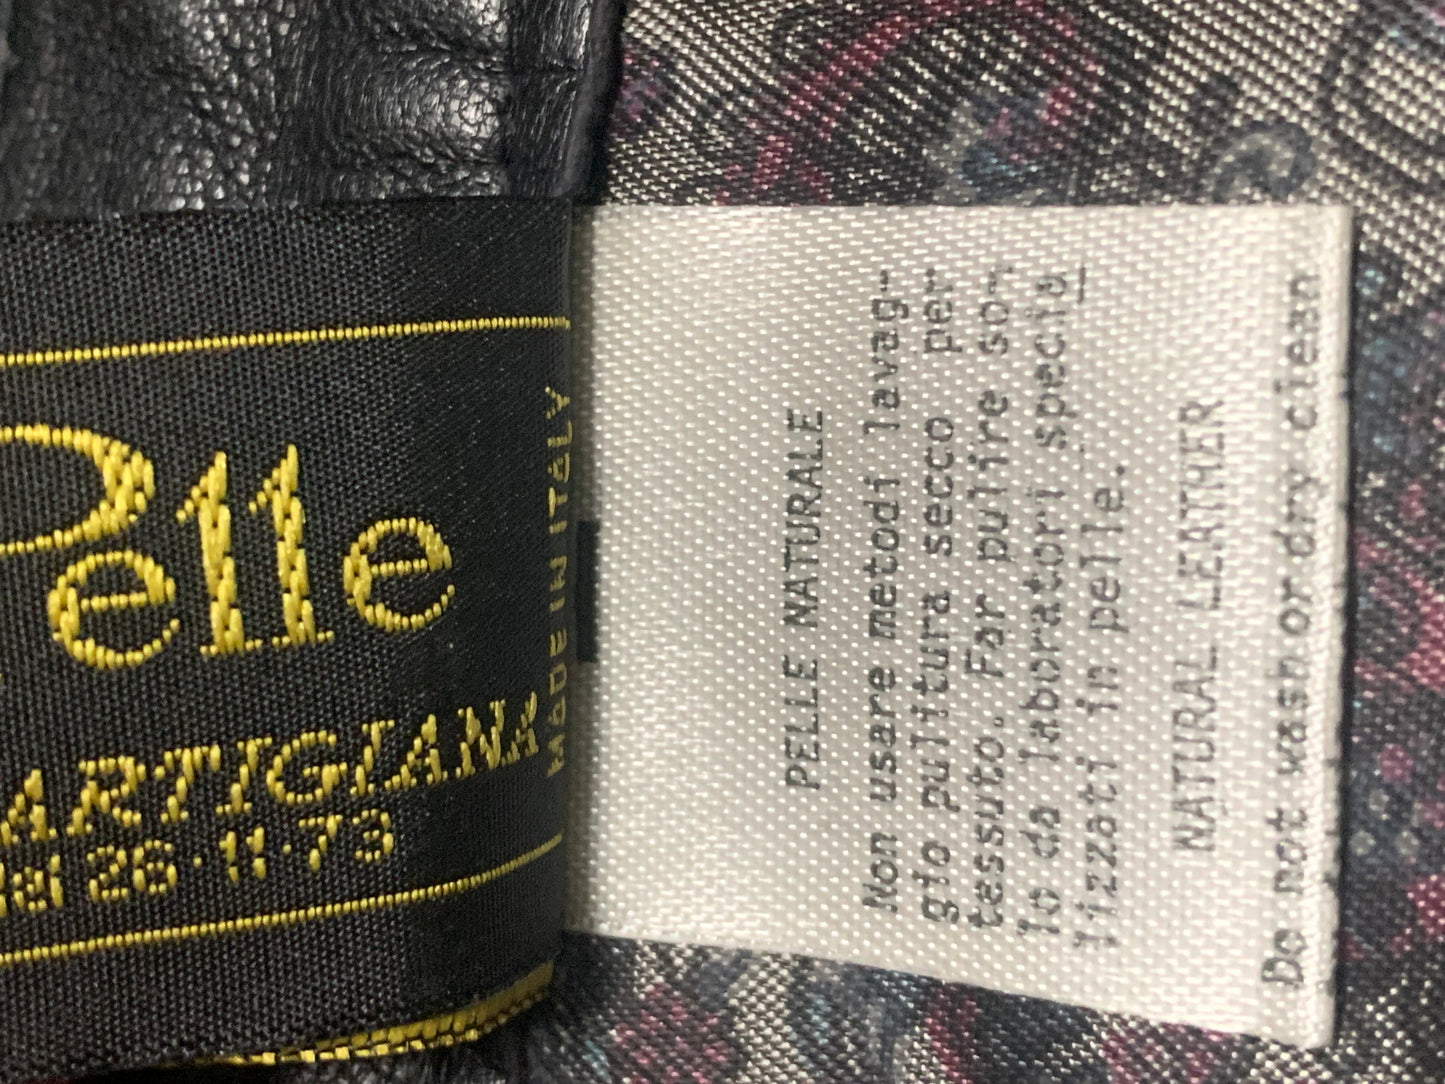 Pelle
ARTIGIANA
del 26·11·73
MADE IN ITALY
PELLE NATURALE
Non usare metodi lavag-
gio pulitura secco per
tessuto. Far pulire so-
lo da laboratori specia
lizzati in pelle.
NATURAL LEATHER
Do not wash or dry clean